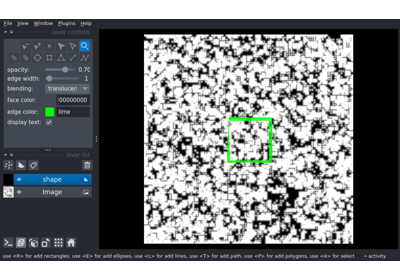 File View Window Plugins Help
layer controls
opacity: 0.70
edge width: 1
blending: translucen
face color: 00000000
edge color: lime
display text:
layer list
shape
Image
use <R> for add rectangles, use <E> for add ellipses, use <L> for add lines, use <T> for add path, use <P> for add polygons, use <4> for select
activity